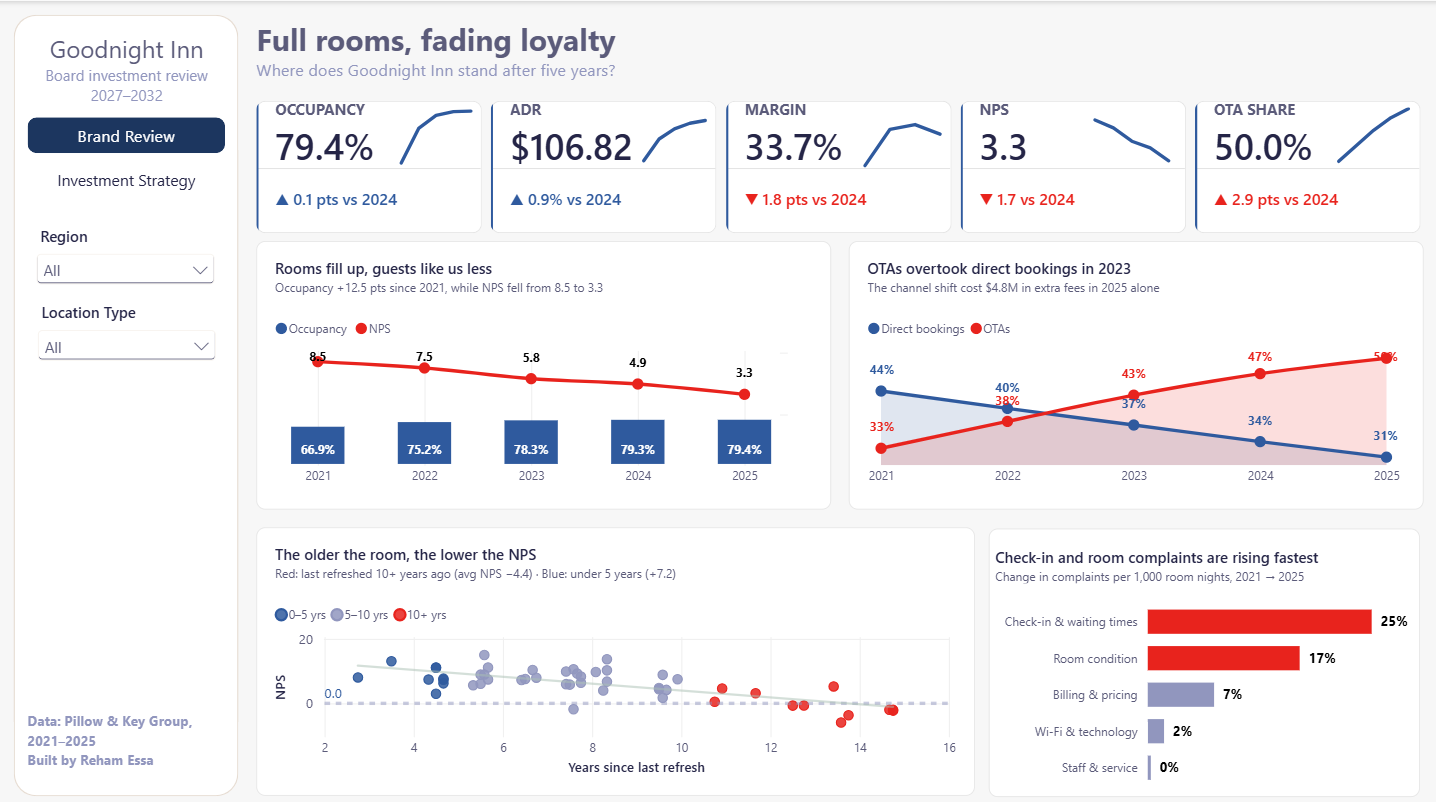 Goodnight Inn
Board investment review
2027–2032
Brand Review
Investment Strategy
Region
All
Location Type
All
Data: Pillow & Key Group,
2021–2025
Built by Reham Essa
Full rooms, fading loyalty
Where does Goodnight Inn stand after five years?
OCCUPANCY
79.4%
▲ 0.1 pts vs 2024
ADR
$106.82
▲ 0.9% vs 2024
MARGIN
33.7%
▼ 1.8 pts vs 2024
NPS
3.3
▼ 1.7 vs 2024
OTA SHARE
50.0%
▲ 2.9 pts vs 2024
Rooms fill up, guests like us less
Occupancy +12.5 pts since 2021, while NPS fell from 8.5 to 3.3
Occupancy NPS
8.5 7.5 5.8 4.9 3.3
66.9% 75.2% 78.3% 79.3% 79.4%
2021 2022 2023 2024 2025
OTAs overtook direct bookings in 2023
The channel shift cost $4.8M in extra fees in 2025 alone
Direct bookings OTAs
44% 40% 37% 34% 31%
33% 38% 43% 47% 50%
2021 2022 2023 2024 2025
The older the room, the lower the NPS
Red: last refreshed 10+ years ago (avg NPS −4.4) · Blue: under 5 years (+7.2)
0–5 yrs 5–10 yrs 10+ yrs
NPS
20
0
0.0
2 4 6 8 10 12 14 16
Years since last refresh
Check-in and room complaints are rising fastest
Change in complaints per 1,000 room nights, 2021 → 2025
Check-in & waiting times 25%
Room condition 17%
Billing & pricing 7%
Wi-Fi & technology 2%
Staff & service 0%